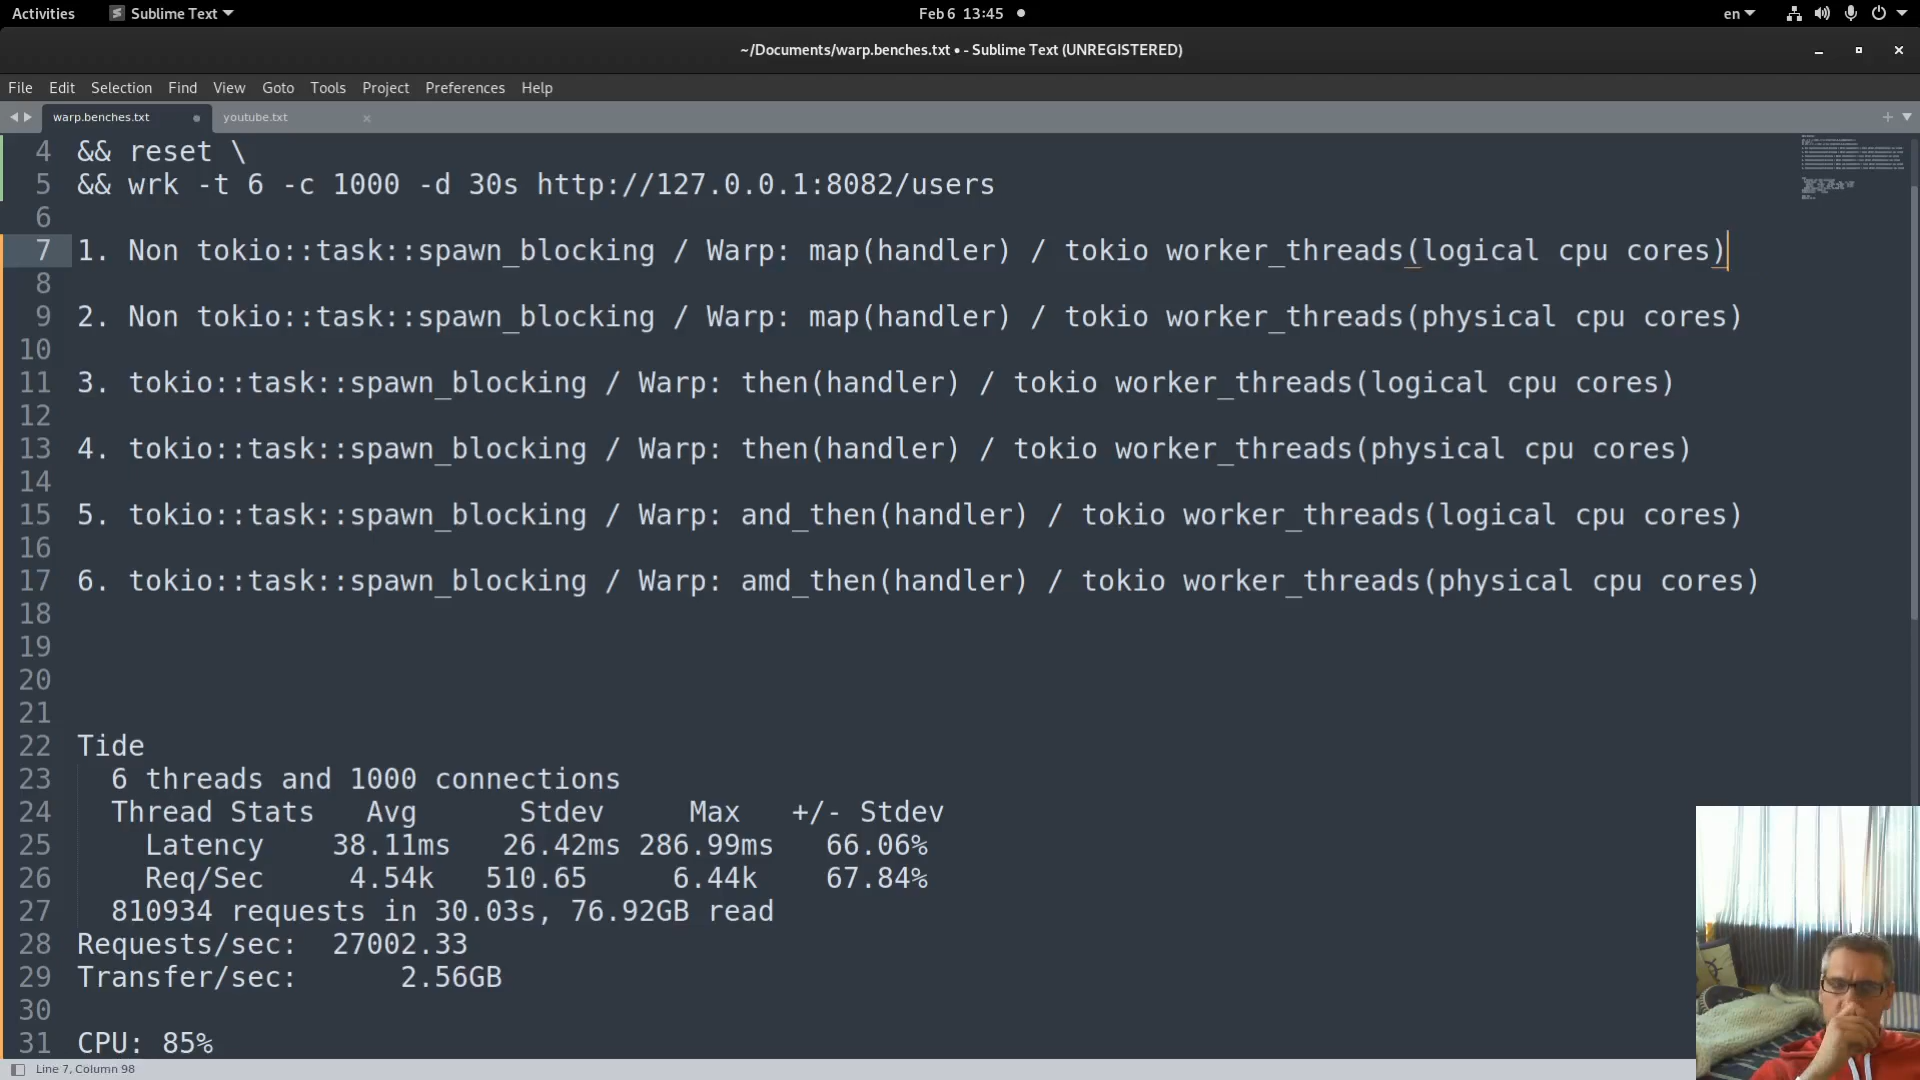 Activities Sublime Text Feb 6 13:45 en
~/Documents/warp.benches.txt • - Sublime Text (UNREGISTERED)
File Edit Selection Find View Goto Tools Project Preferences Help
warp.benches.txt youtube.txt
4 && reset \
5 && wrk -t 6 -c 1000 -d 30s http://127.0.0.1:8082/users
6
7 1. Non tokio::task::spawn_blocking / Warp: map(handler) / tokio worker_threads(logical cpu cores)
8
9 2. Non tokio::task::spawn_blocking / Warp: map(handler) / tokio worker_threads(physical cpu cores)
10
11 3. tokio::task::spawn_blocking / Warp: then(handler) / tokio worker_threads(logical cpu cores)
12
13 4. tokio::task::spawn_blocking / Warp: then(handler) / tokio worker_threads(physical cpu cores)
14
15 5. tokio::task::spawn_blocking / Warp: and_then(handler) / tokio worker_threads(logical cpu cores)
16
17 6. tokio::task::spawn_blocking / Warp: amd_then(handler) / tokio worker_threads(physical cpu cores)
18
19
20
21
22 Tide
23 6 threads and 1000 connections
24 Thread Stats Avg Stdev Max +/- Stdev
25 Latency 38.11ms 26.42ms 286.99ms 66.06%
26 Req/Sec 4.54k 510.65 6.44k 67.84%
27 810934 requests in 30.03s, 76.92GB read
28 Requests/sec: 27002.33
29 Transfer/sec: 2.56GB
30
31 CPU: 85%
Line 7, Column 98